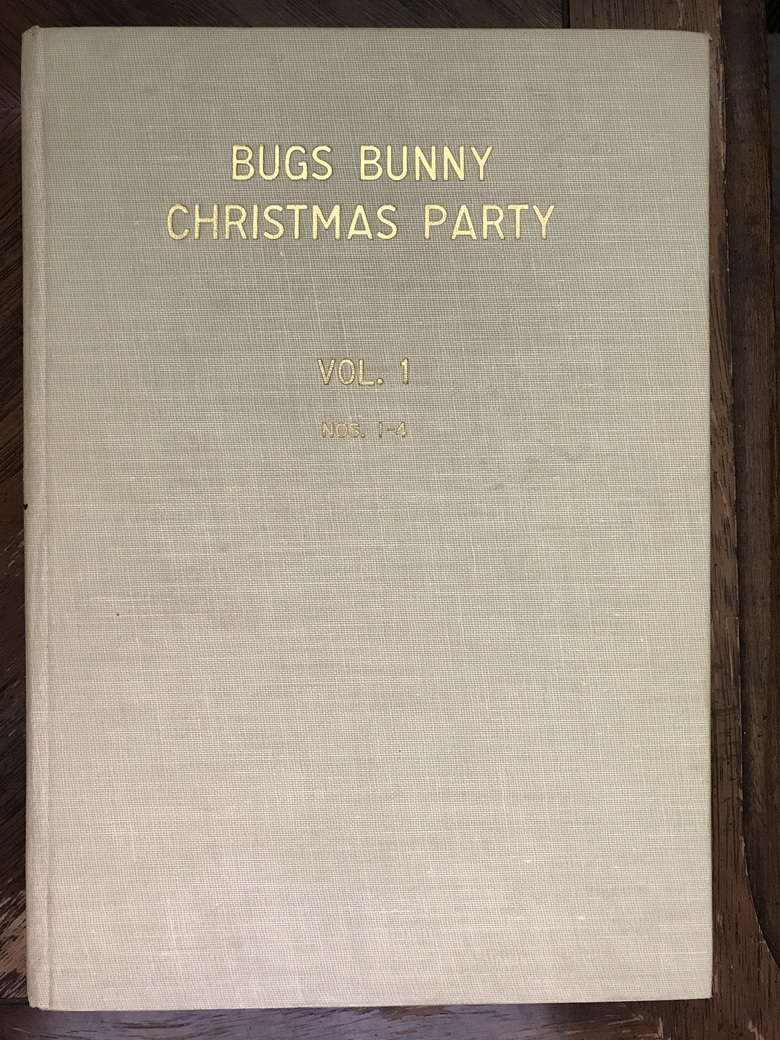 BUGS BUNNY
CHRISTMAS PARTY
VOL. 1
NOS. 1-4